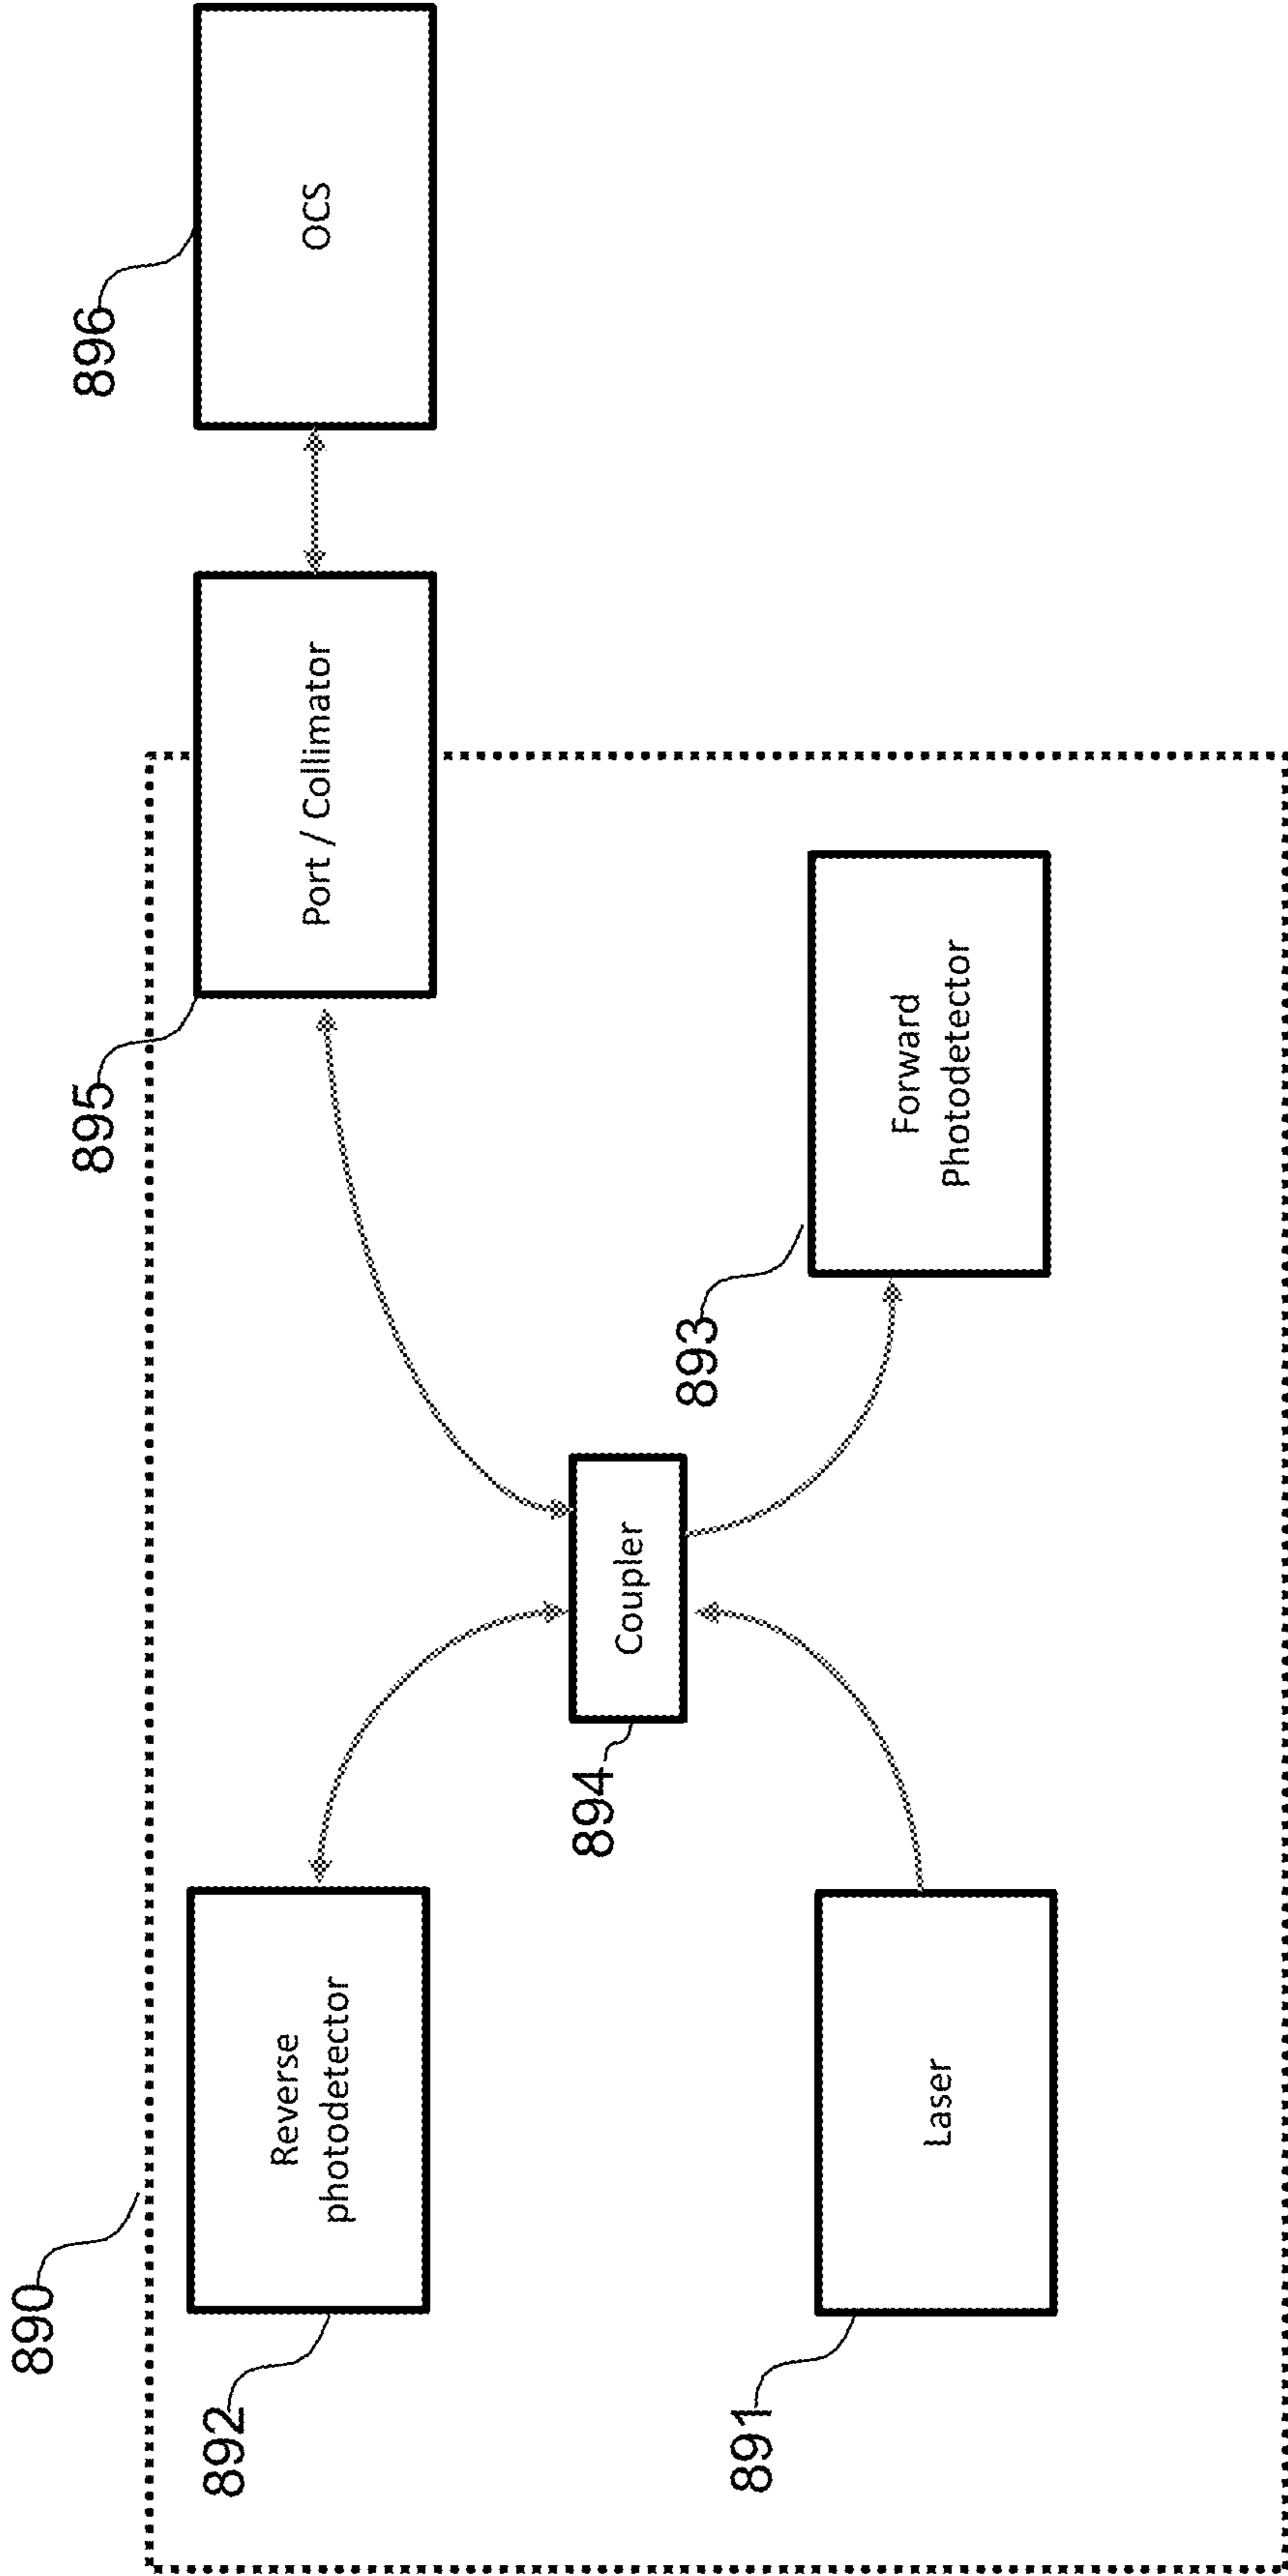 890
892
Reverse
photodetector
891
Laser
894
Coupler
895
Port / Collimator
893
Forward
Photodetector
896
OCS